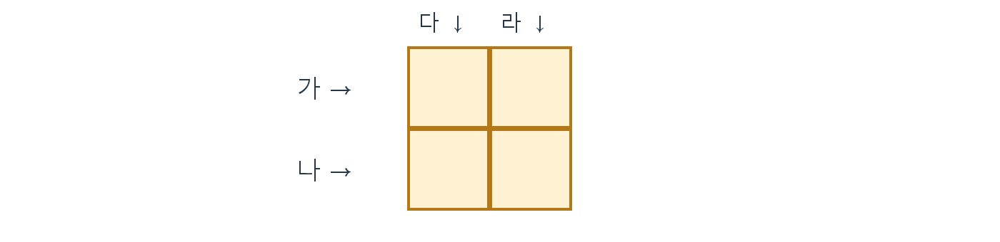 다 ↓ 라 ↓
가 →
나 →